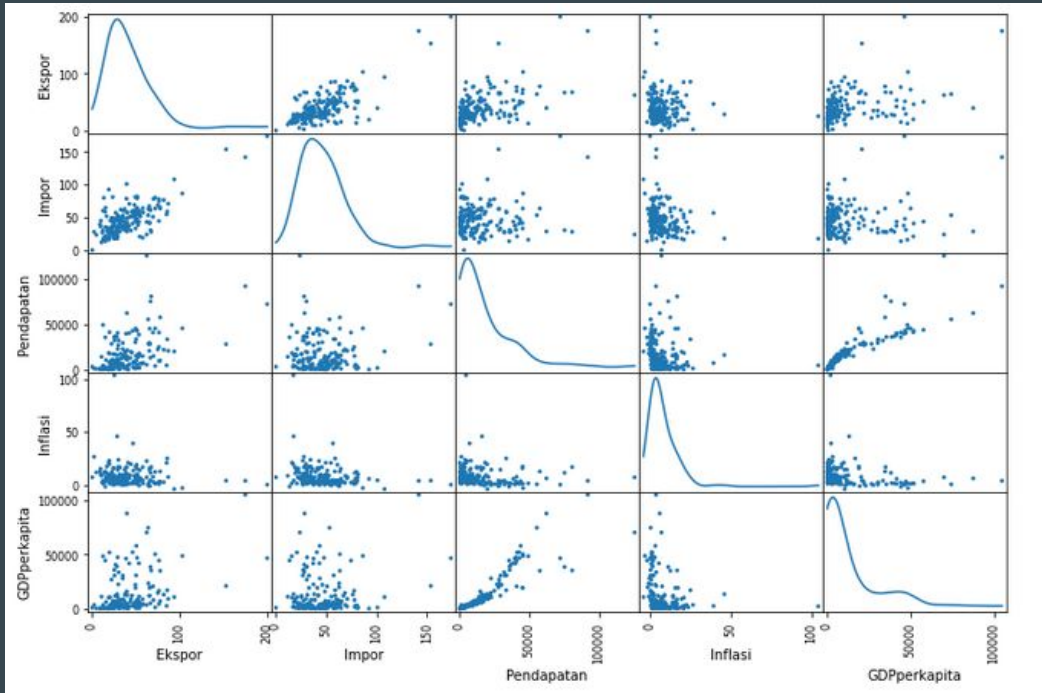 200
100
0
Ekspor
150
100
50
0
Impor
100000
50000
0
Pendapatan
100
50
0
Inflasi
100000
50000
0
GDPperkapita
0 100 200
Ekspor
0 50 100 150
Impor
0 50000 100000
Pendapatan
0 50 100
Inflasi
0 50000 100000
GDPperkapita